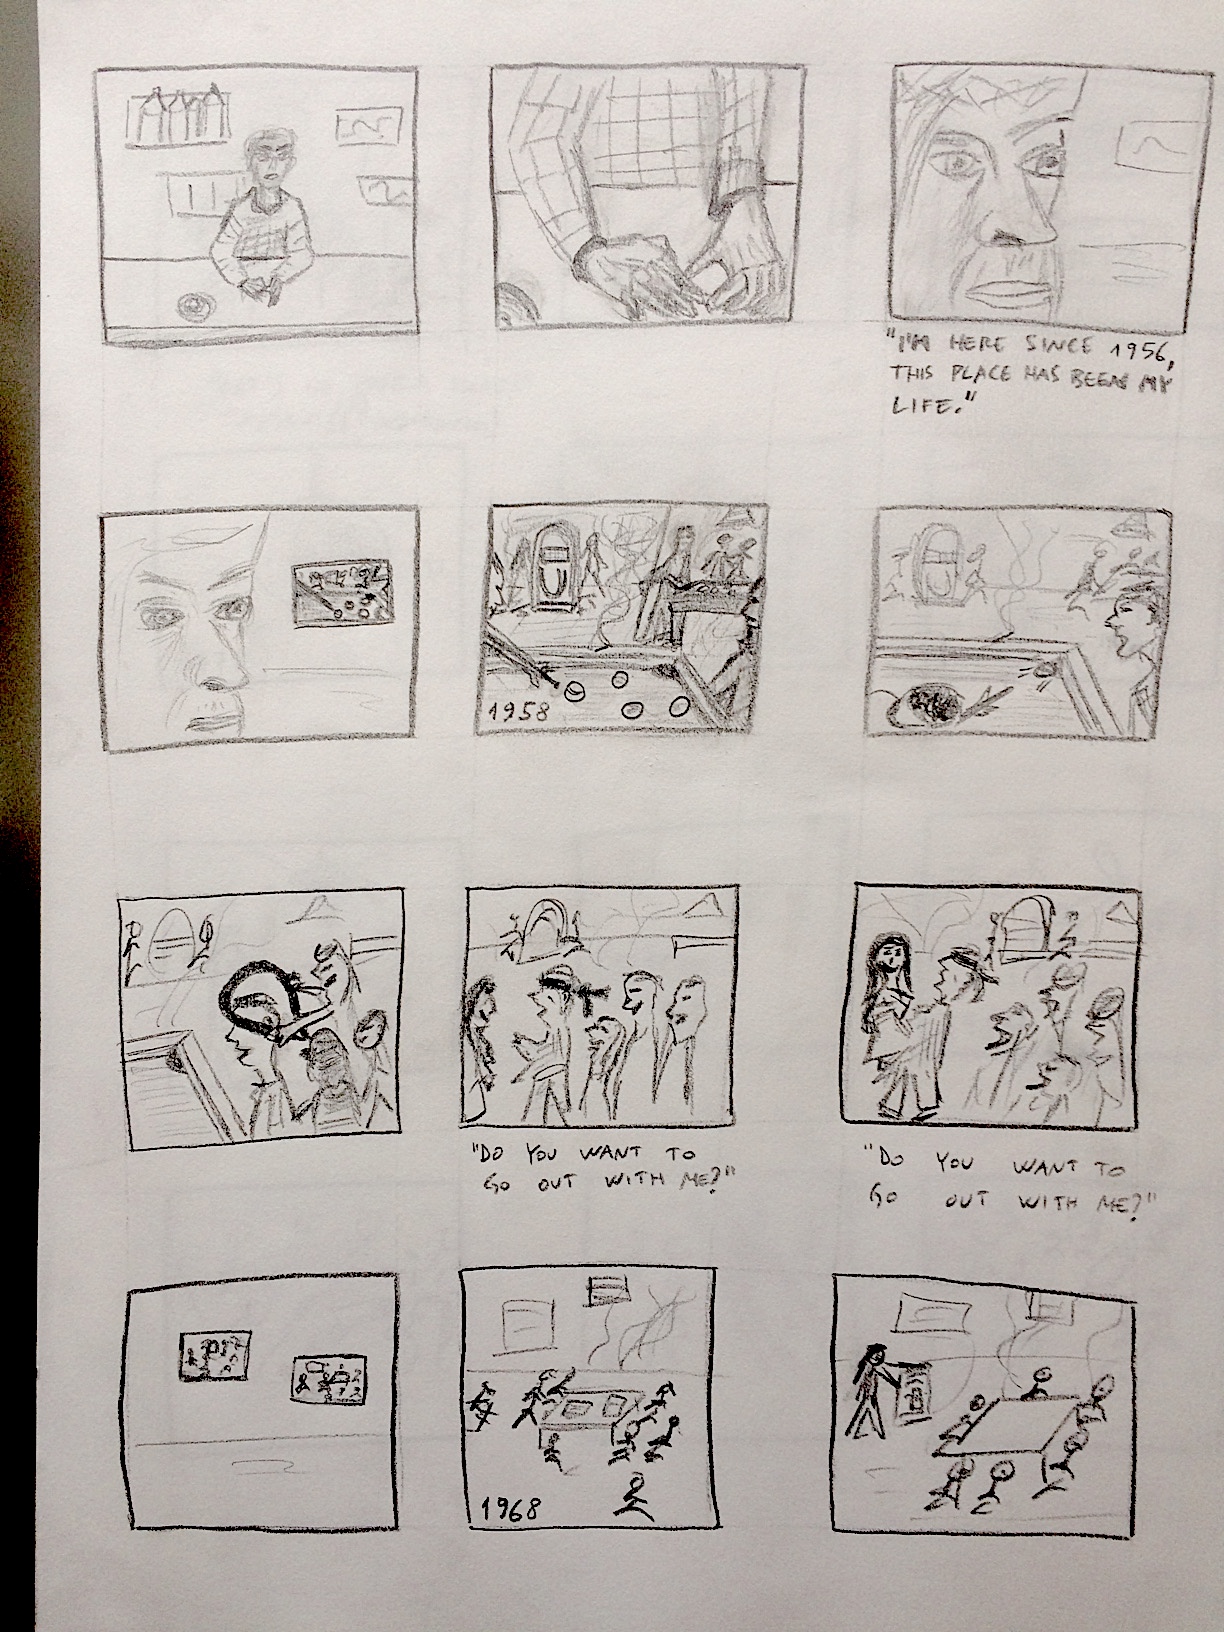 "I'M HERE SINCE 1956,
THIS PLACE HAS BEEN MY
LIFE."
1958
"DO YOU WANT TO
GO OUT WITH ME?"
"DO YOU WANT TO
GO OUT WITH ME?"
1968